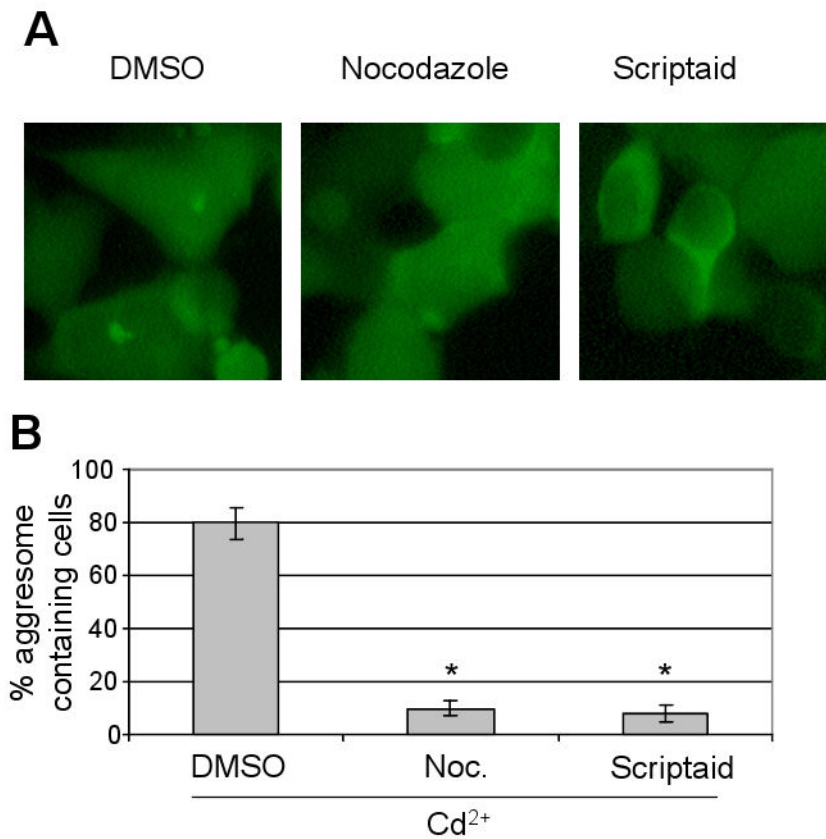 A
DMSO Nocodazole Scriptaid
B
% aggresome
containing cells
100
80
60
40
20
0
* *
DMSO Noc. Scriptaid
Cd²⁺